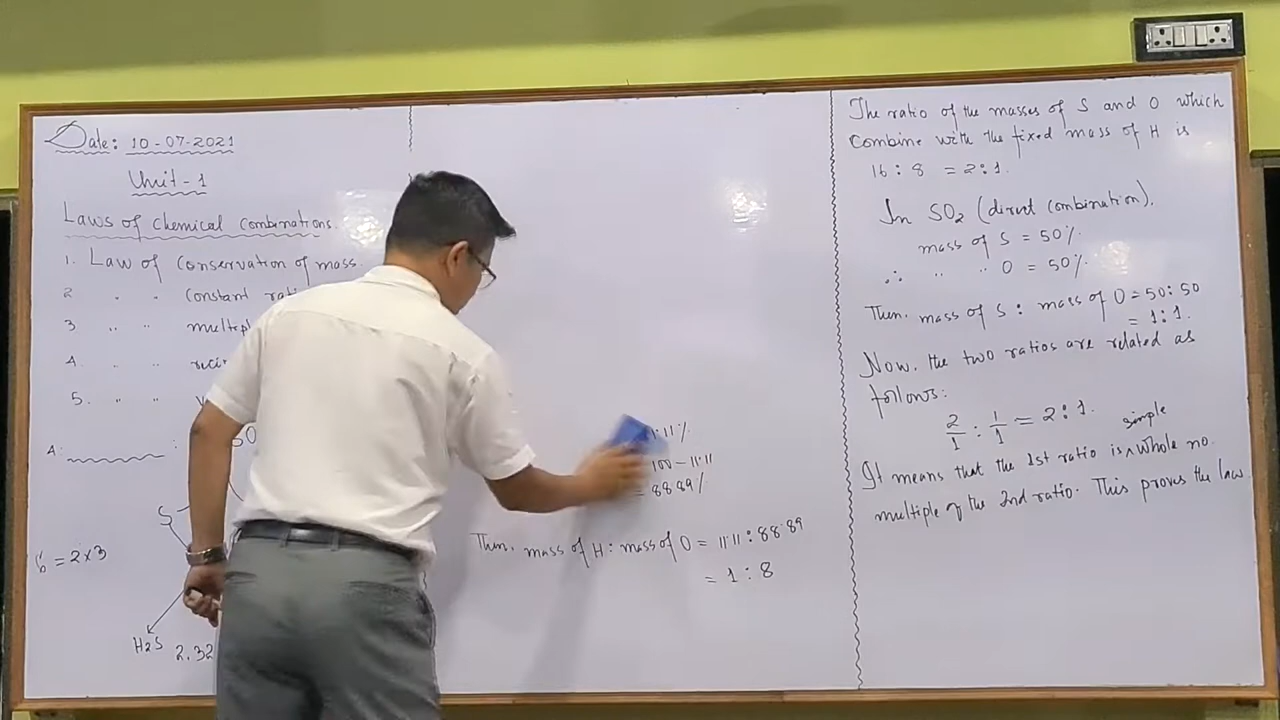 Date: 10-07-2021
Unit-1
Laws of Chemical Combinations.
1. Law of Conservation of mass.
2 " " Constant
3 " "
4. " "
5. " "
A: :
S
6 = 2×3
H2S 2.32
11%
100 - 11.11
= 88.89%
Then. mass of H : mass of O = 11.11 : 88.89
= 1 : 8
The ratio of the masses of S and O which
combine with the fixed mass of H is
16 : 8 = 2:1.
In SO2 (direct combination).
mass of S = 50%.
∴ " " O = 50%.
Then. mass of S : mass of O = 50:50
= 1:1.
Now. the two ratios are related as
follows:
2/1 : 1/1 = 2:1.
simple
It means that the 1st ratio is ^ whole no.
multiple of the 2nd ratio. This proves the law